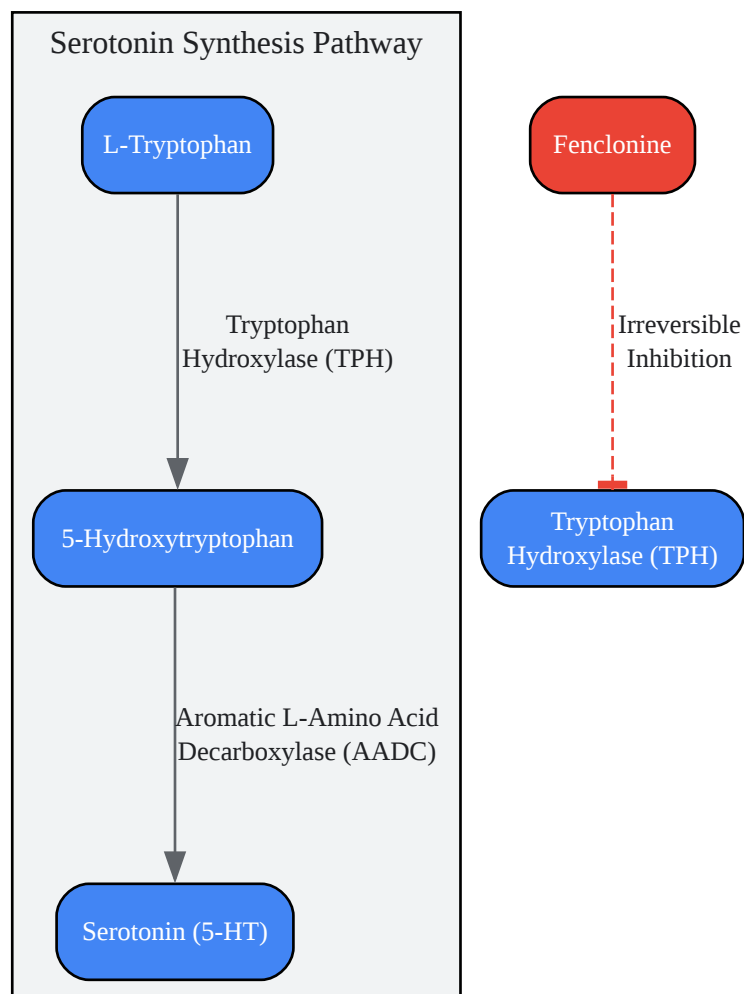 Serotonin Synthesis Pathway
L-Tryptophan
Fenclonine
Tryptophan
Hydroxylase (TPH)
Irreversible
Inhibition
5-Hydroxytryptophan
Tryptophan
Hydroxylase (TPH)
Aromatic L-Amino Acid
Decarboxylase (AADC)
Serotonin (5-HT)